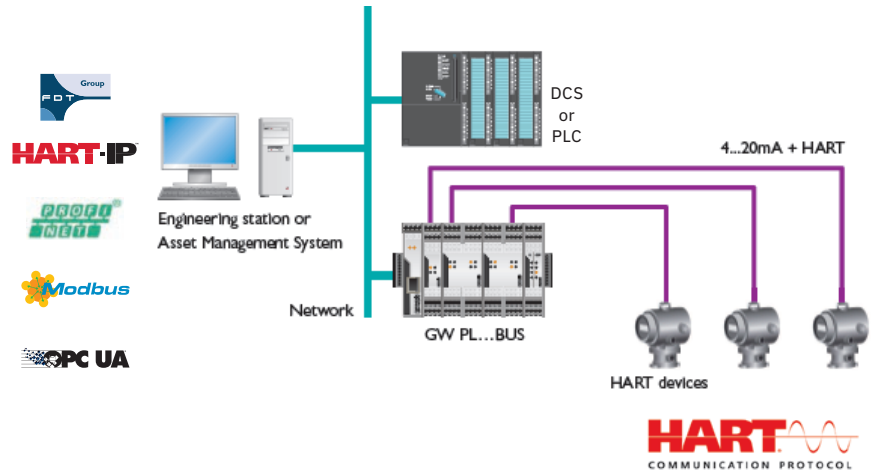 Group
FDT
HART-IP
PROFI®
NET
Modbus
OPC UA
Engineering station or
Asset Management System
Network
DCS
or
PLC
4...20mA + HART
GW PL...BUS
HART devices
HART
COMMUNICATION PROTOCOL